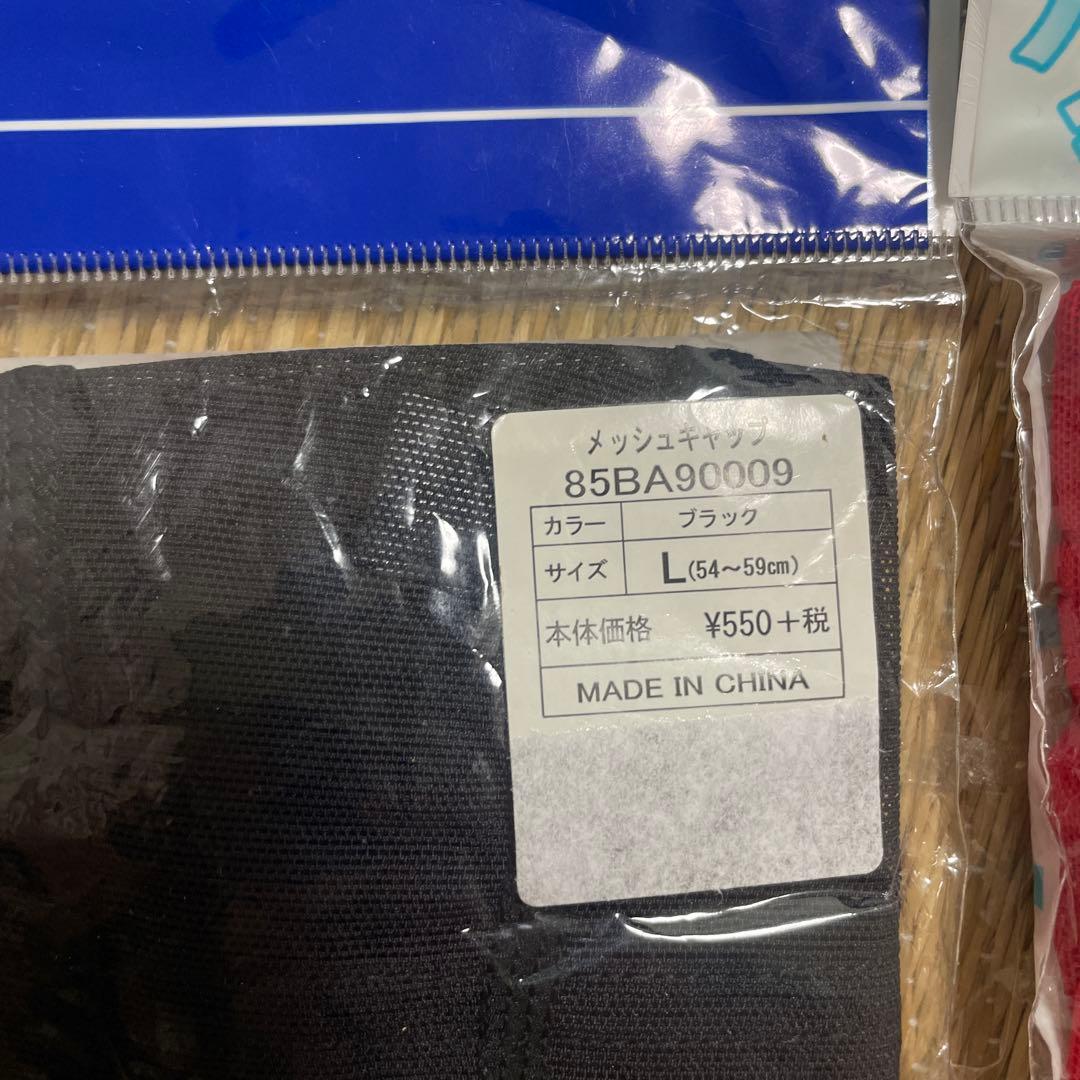 メッシュキャップ
85BA90009
カラー ブラック
サイズ L(54～59cm)
本体価格 ¥550+税
MADE IN CHINA